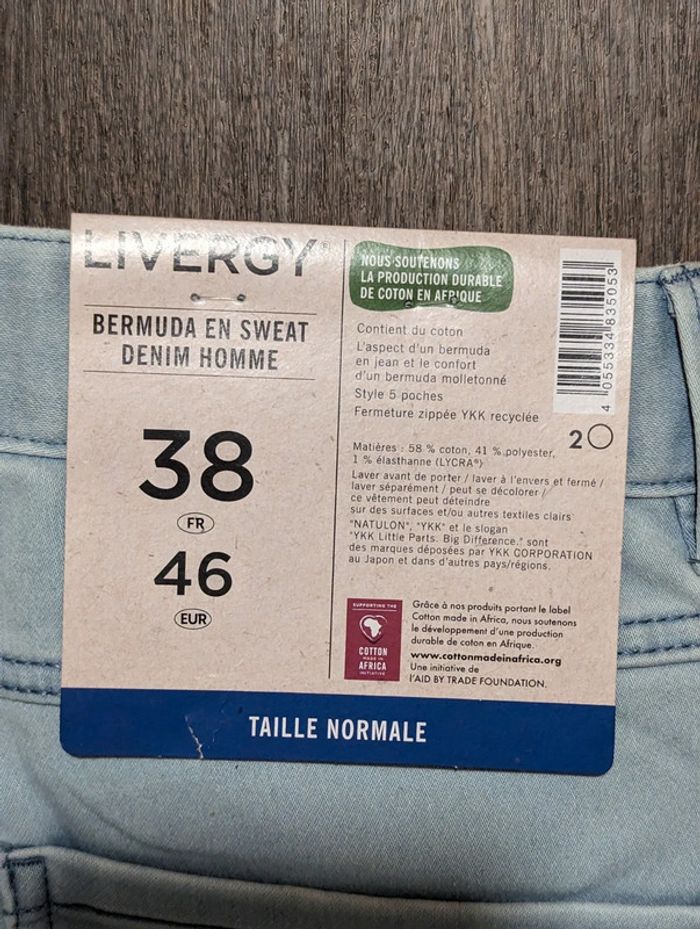 LIVERGY®
BERMUDA EN SWEAT
DENIM HOMME
38
FR
46
EUR
NOUS SOUTENONS
LA PRODUCTION DURABLE
DE COTON EN AFRIQUE
Contient du coton
L'aspect d'un bermuda
en jean et le confort
d'un bermuda molletonné
Style 5 poches
Fermeture zippée YKK recyclée
4 055334 835053
2
Matières : 58 % coton, 41 % polyester,
1 % élasthanne (LYCRA®)
Laver avant de porter / laver à l'envers et fermé /
laver séparément / peut se décolorer /
ce vêtement peut déteindre
sur des surfaces et/ou autres textiles clairs
"NATULON", "YKK" et le slogan
"YKK Little Parts. Big Difference." sont
des marques déposées par YKK CORPORATION
au Japon et dans d'autres pays/régions.
SUPPORTING THE
COTTON
MADE IN
AFRICA
INITIATIVE
Grâce à nos produits portant le label
Cotton made in Africa, nous soutenons
le développement d'une production
durable de coton en Afrique.
www.cottonmadeinafrica.org
Une initiative de
l'AID BY TRADE FOUNDATION.
TAILLE NORMALE